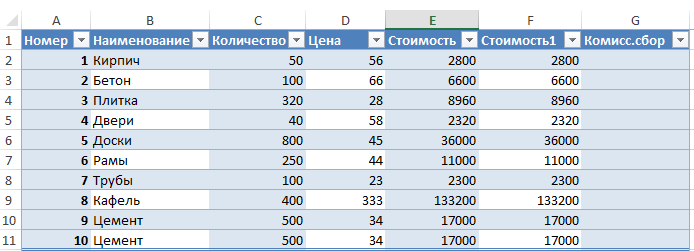 A B C D E F G
1 Номер Наименование Количество Цена Стоимость Стоимость1 Комисс.сбор
2 1 Кирпич 50 56 2800 2800
3 2 Бетон 100 66 6600 6600
4 3 Плитка 320 28 8960 8960
5 4 Двери 40 58 2320 2320
6 5 Доски 800 45 36000 36000
7 6 Рамы 250 44 11000 11000
8 7 Трубы 100 23 2300 2300
9 8 Кафель 400 333 133200 133200
10 9 Цемент 500 34 17000 17000
11 10 Цемент 500 34 17000 17000